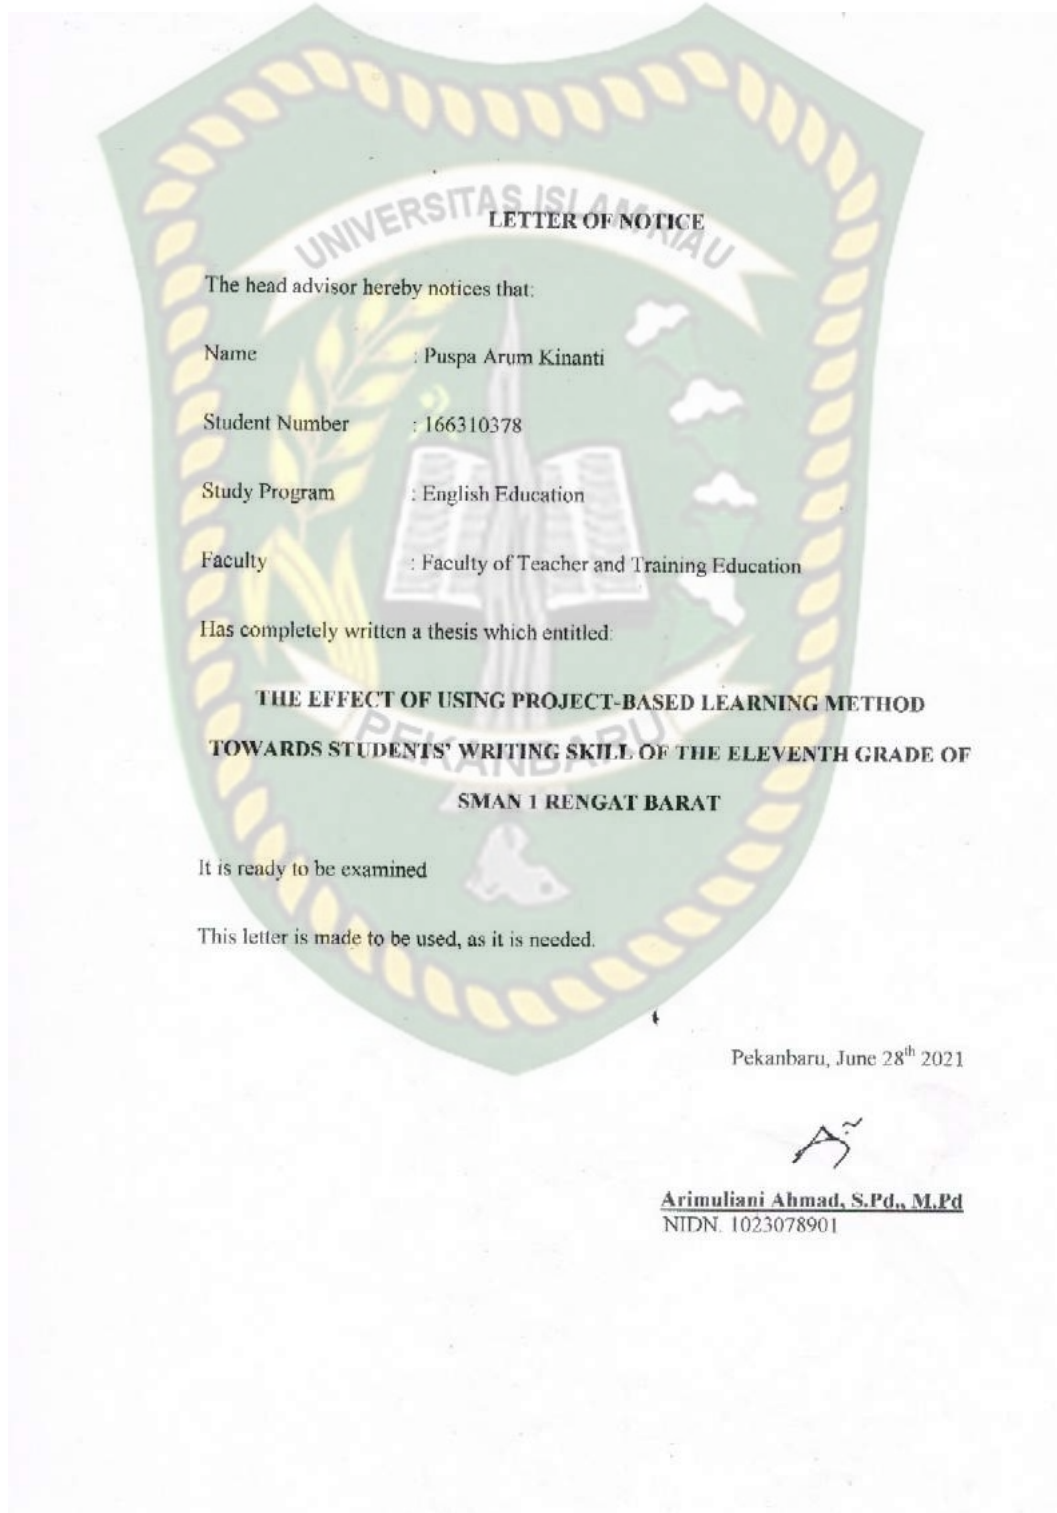 UNIVERSITAS ISLAM RIAU
LETTER OF NOTICE
The head advisor hereby notices that:
Name : Puspa Arum Kinanti
Student Number : 166310378
Study Program : English Education
Faculty : Faculty of Teacher and Training Education
Has completely written a thesis which entitled:
THE EFFECT OF USING PROJECT-BASED LEARNING METHOD
PEKANBARU
TOWARDS STUDENTS' WRITING SKILL OF THE ELEVENTH GRADE OF
SMAN 1 RENGAT BARAT
It is ready to be examined
This letter is made to be used, as it is needed.
Pekanbaru, June 28th 2021
Arimuliani Ahmad, S.Pd., M.Pd
NIDN. 1023078901